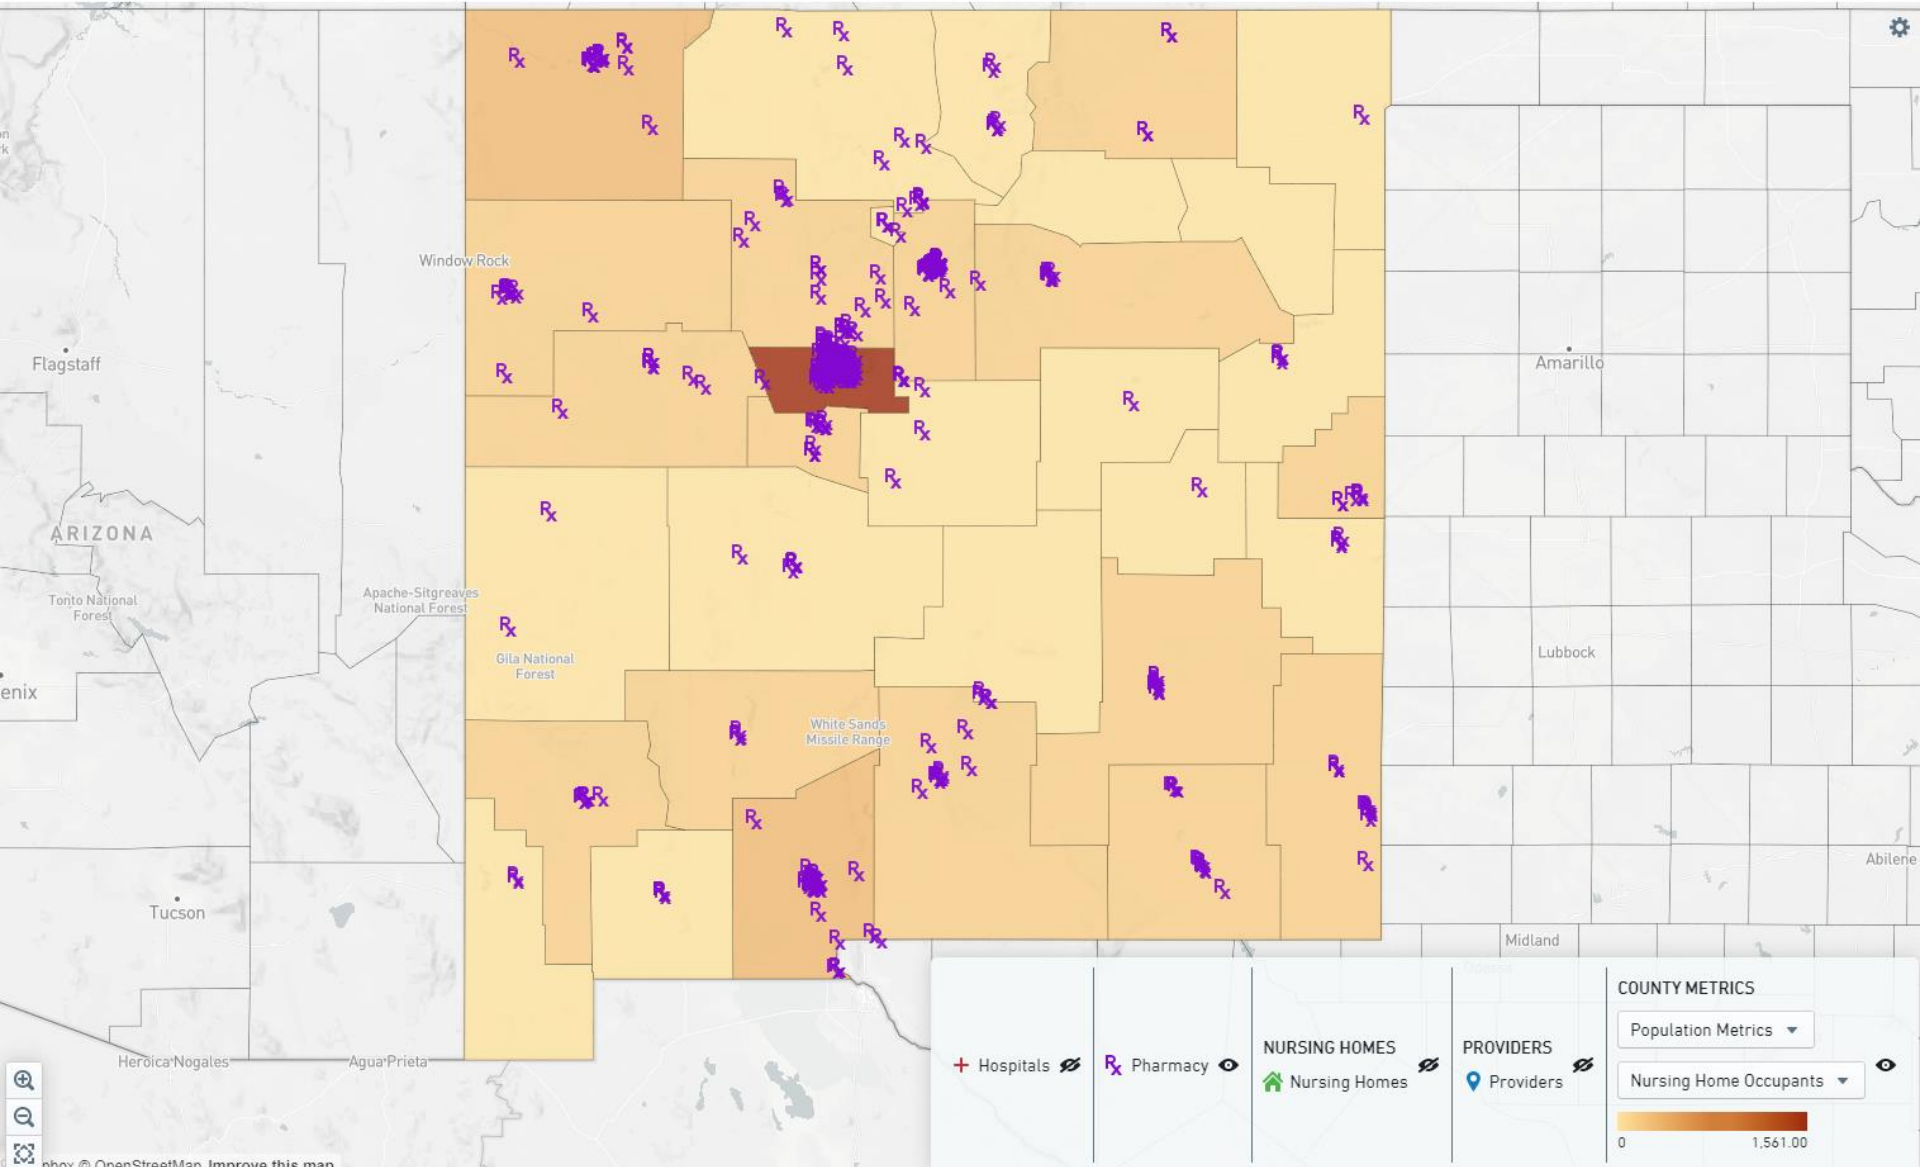 Window Rock
Flagstaff
Amarillo
ARIZONA
Apache-Sitgreaves
National Forest
Tonto National
Forest
Gila National
Forest
Lubbock
enix
White Sands
Missile Range
Abilene
Tucson
Midland
Odessa
Heroica Nogales
Agua Prieta
Hospitals
Pharmacy
NURSING HOMES
Nursing Homes
PROVIDERS
Providers
COUNTY METRICS
Population Metrics
Nursing Home Occupants
0
1,561.00
pbox © OpenStreetMap Improve this map